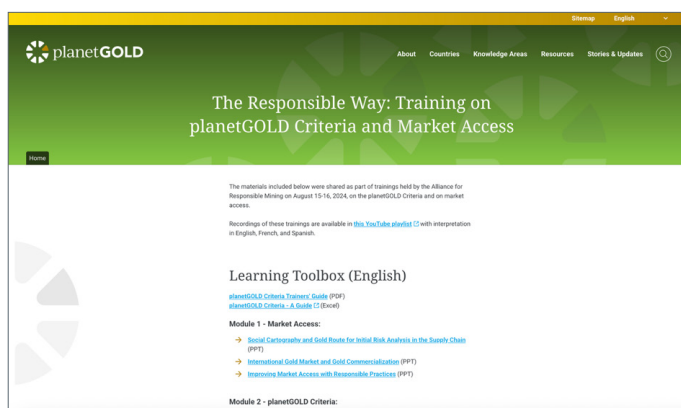 Sitemap English
planetGOLD
About Countries Knowledge Areas Resources Stories & Updates
The Responsible Way: Training on
planetGOLD Criteria and Market Access
Home
The materials included below were shared as part of trainings held by the Alliance for
Responsible Mining on August 15-16, 2024, on the planetGOLD Criteria and on market
access.
Recordings of these trainings are available in this YouTube playlist with interpretation
in English, French, and Spanish.
Learning Toolbox (English)
planetGOLD Criteria Trainers' Guide (PDF)
planetGOLD Criteria - A Guide (Excel)
Module 1 - Market Access:
Social Cartography and Gold Route for Initial Risk Analysis in the Supply Chain
(PPT)
International Gold Market and Gold Commercialization (PPT)
Improving Market Access with Responsible Practices (PPT)
Module 2 - planetGOLD Criteria: